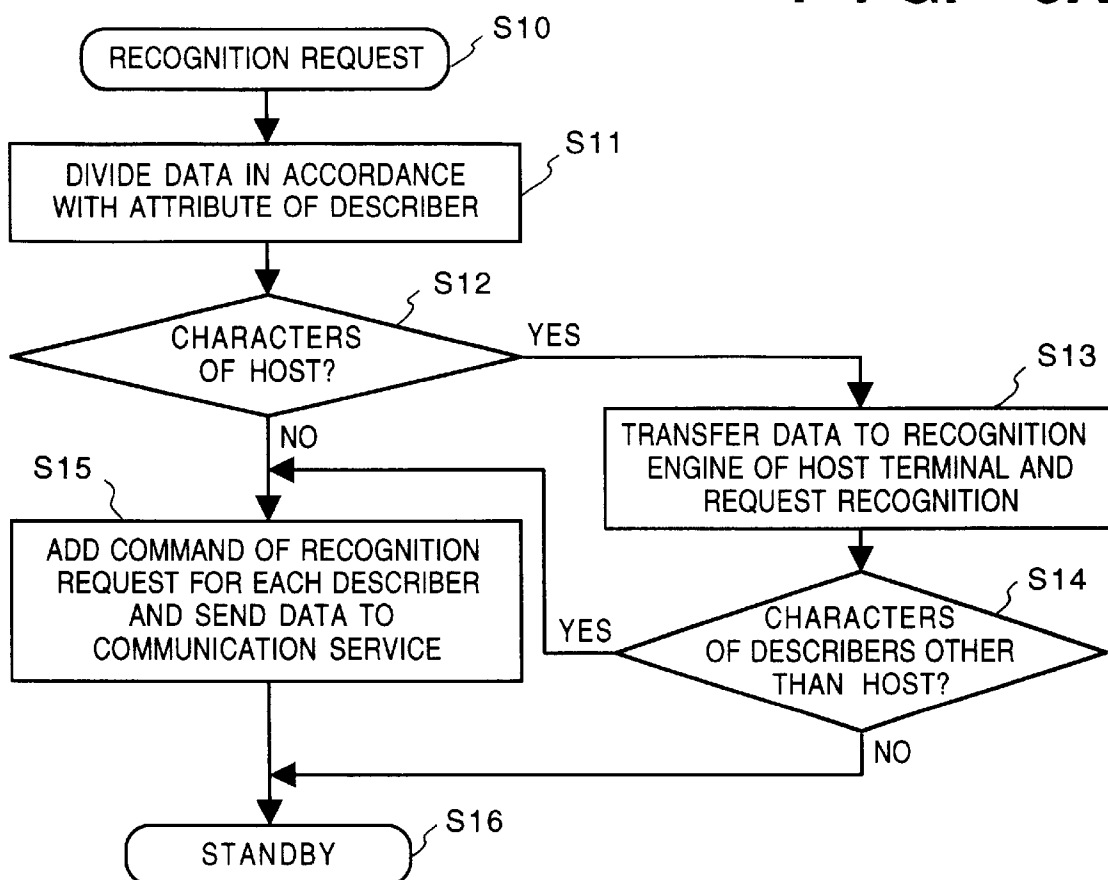 S10
RECOGNITION REQUEST
S11
DIVIDE DATA IN ACCORDANCE
WITH ATTRIBUTE OF DESCRIBER
S12
CHARACTERS
OF HOST?
YES
NO
S13
TRANSFER DATA TO RECOGNITION
ENGINE OF HOST TERMINAL AND
REQUEST RECOGNITION
S14
CHARACTERS
OF DESCRIBERS OTHER
THAN HOST?
YES
NO
S15
ADD COMMAND OF RECOGNITION
REQUEST FOR EACH DESCRIBER
AND SEND DATA TO
COMMUNICATION SERVICE
S16
STANDBY